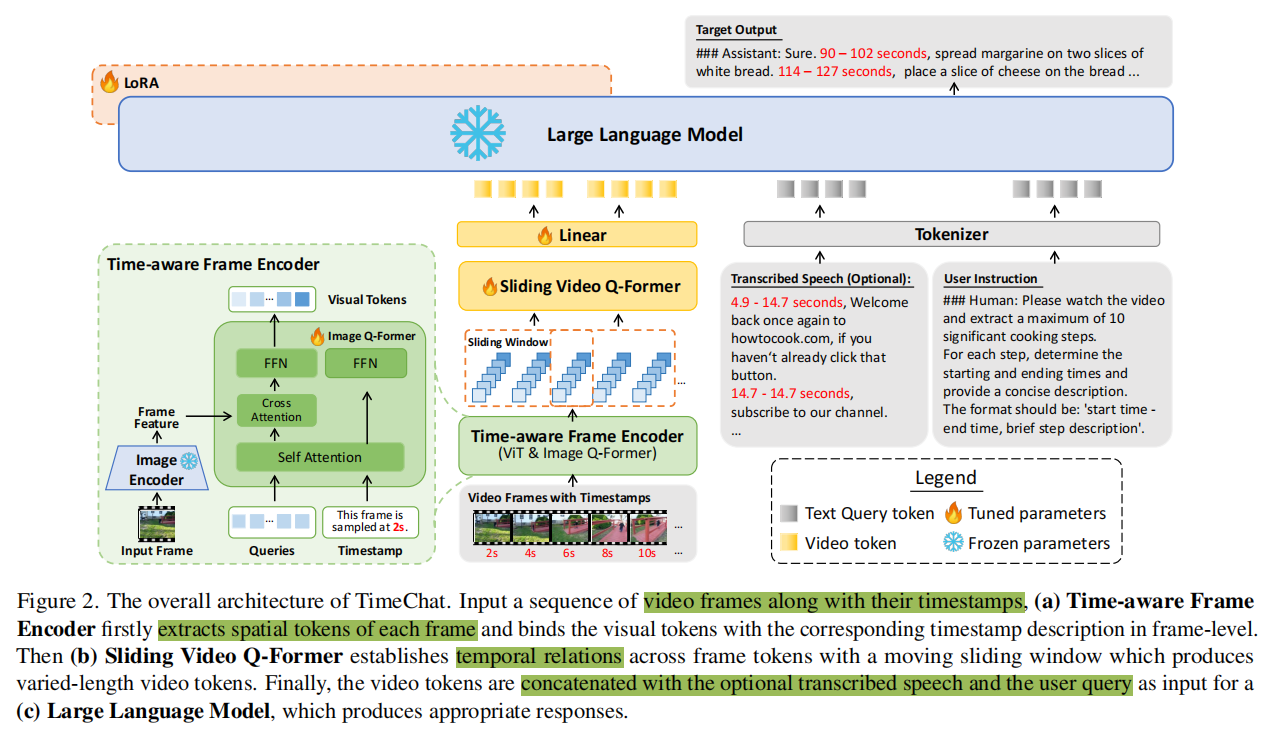 Target Output
### Assistant: Sure. 90 – 102 seconds, spread margarine on two slices of
white bread. 114 – 127 seconds, place a slice of cheese on the bread ...
LoRA
Large Language Model
Linear
Tokenizer
Time-aware Frame Encoder
Visual Tokens
...
Image Q-Former
FFN
FFN
Cross
Attention
Frame
Feature
Self Attention
Image
Encoder
...
This frame is
sampled at 2s.
Input Frame
Queries
Timestamp
Sliding Video Q-Former
Sliding Window
...
Time-aware Frame Encoder
(ViT & Image Q-Former)
Video Frames with Timestamps
...
2s 4s 6s 8s 10s ...
Transcribed Speech (Optional):
4.9 - 14.7 seconds, Welcome
back once again to
howtocook.com, if you
haven't already click that
button.
14.7 - 14.7 seconds,
subscribe to our channel.
...
User Instruction
### Human: Please watch the video
and extract a maximum of 10
significant cooking steps.
For each step, determine the
starting and ending times and
provide a concise description.
The format should be: 'start time -
end time, brief step description'.
Legend
Text Query token
Tuned parameters
Video token
Frozen parameters
Figure 2. The overall architecture of TimeChat. Input a sequence of video frames along with their timestamps, (a) Time-aware Frame
Encoder firstly extracts spatial tokens of each frame and binds the visual tokens with the corresponding timestamp description in frame-level.
Then (b) Sliding Video Q-Former establishes temporal relations across frame tokens with a moving sliding window which produces
varied-length video tokens. Finally, the video tokens are concatenated with the optional transcribed speech and the user query as input for a
(c) Large Language Model, which produces appropriate responses.